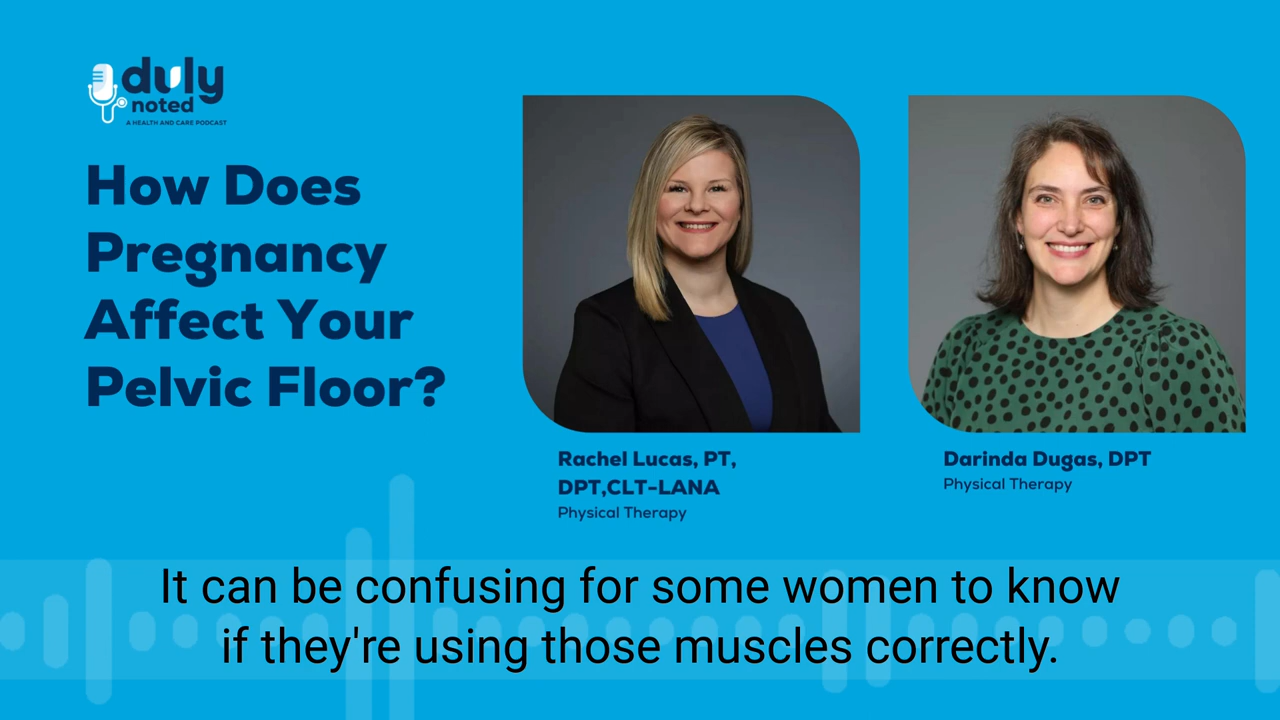 duly
noted
A HEALTH AND CARE PODCAST
How Does
Pregnancy
Affect Your
Pelvic Floor?
Rachel Lucas, PT,
DPT,CLT-LANA
Physical Therapy
Darinda Dugas, DPT
Physical Therapy
It can be confusing for some women to know
if they're using those muscles correctly.